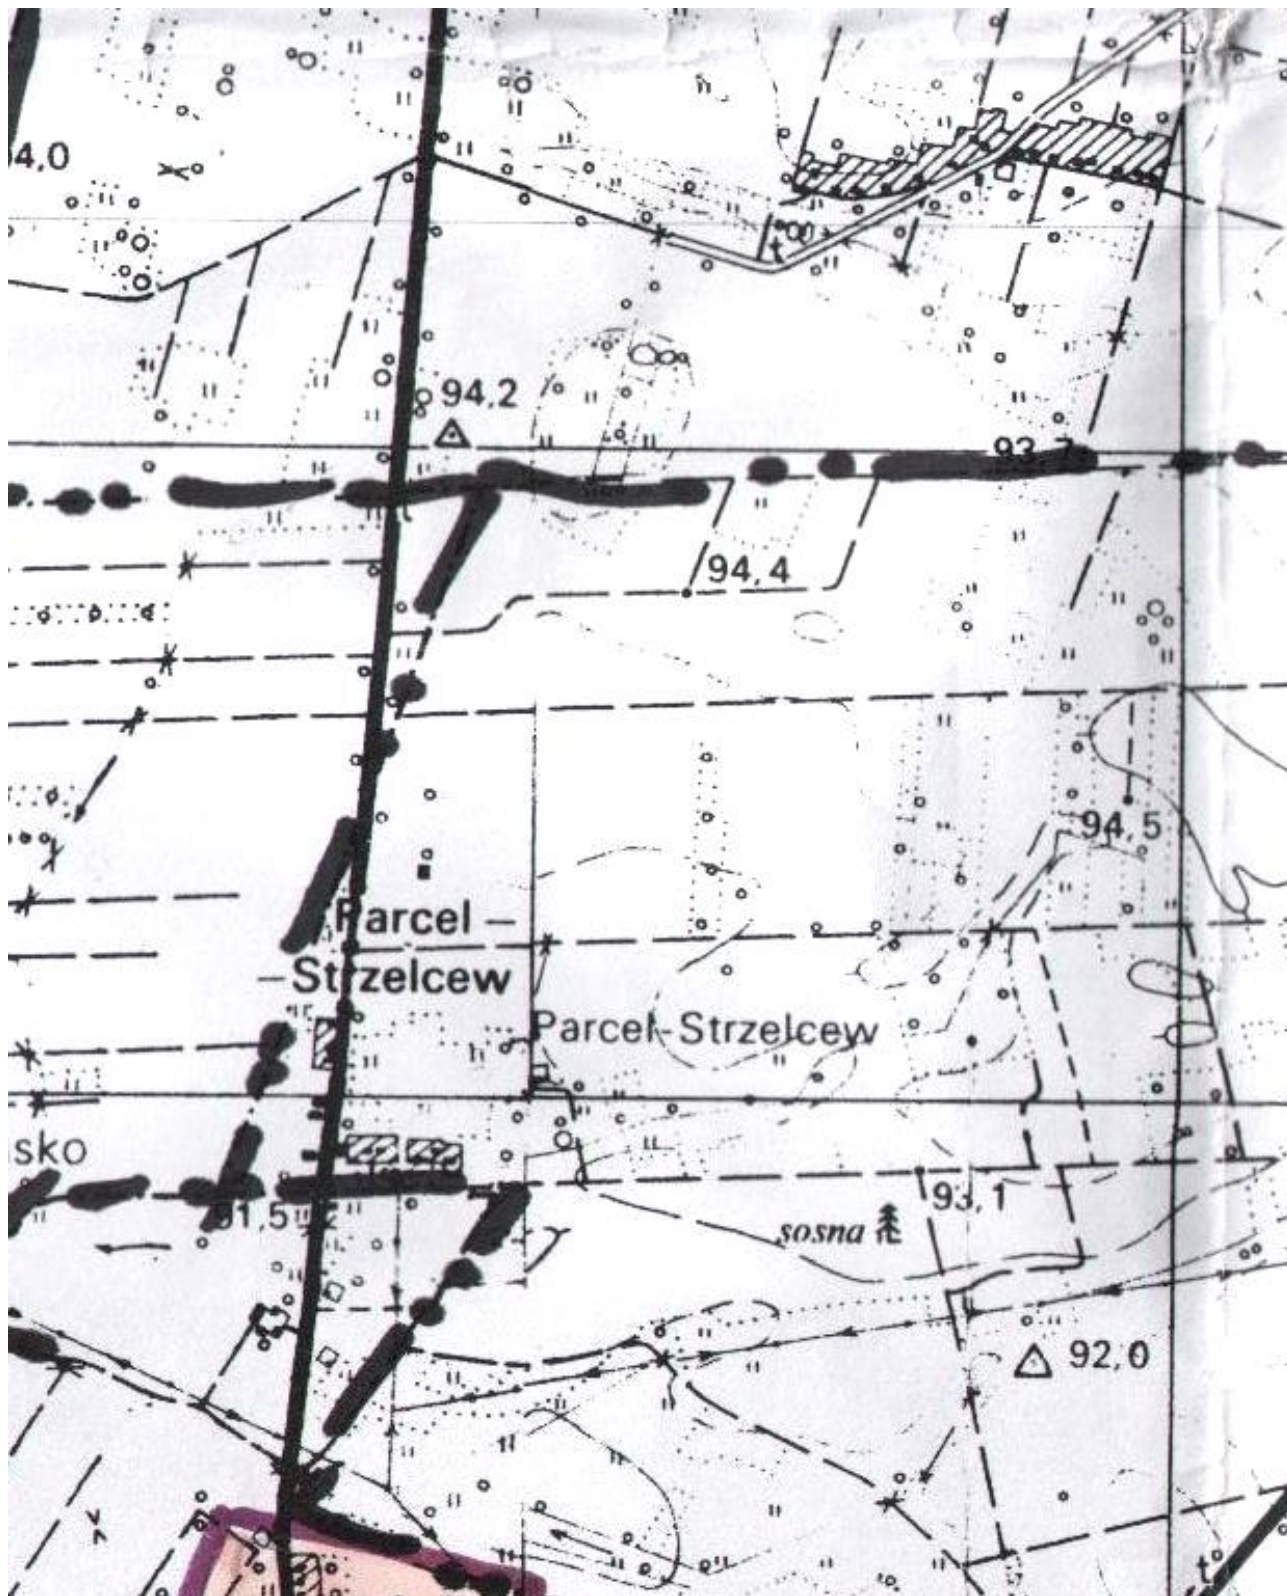 4,0
94,2
93,7
94,4
94,5
Parcel –
– Strzelcew
Parcel-Strzelcew
sko
91,5
93,1
sosna
92,0
t